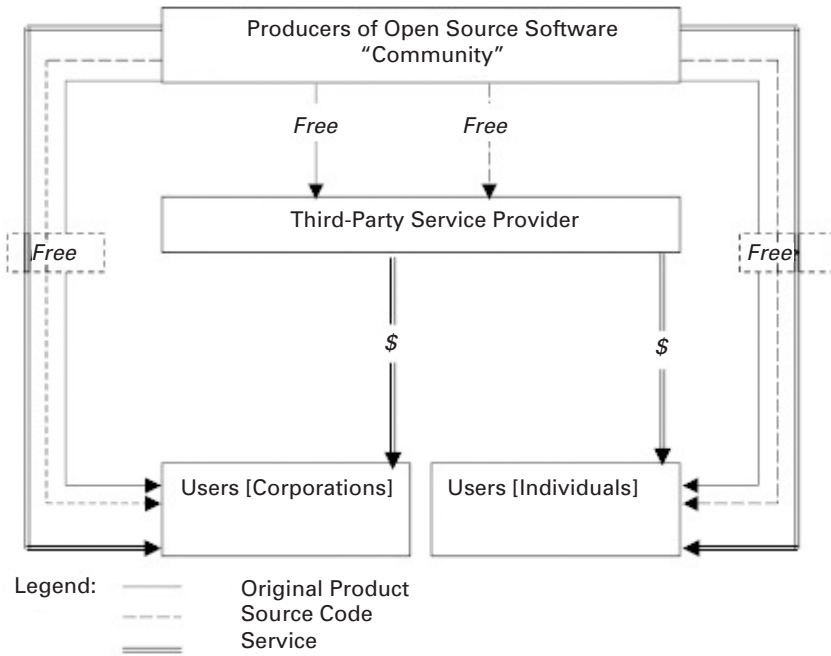 Producers of Open Source Software
“Community”
Free
Free
Third-Party Service Provider
Free
Free
$
$
Users [Corporations]
Users [Individuals]
Legend:
Original Product
Source Code
Service